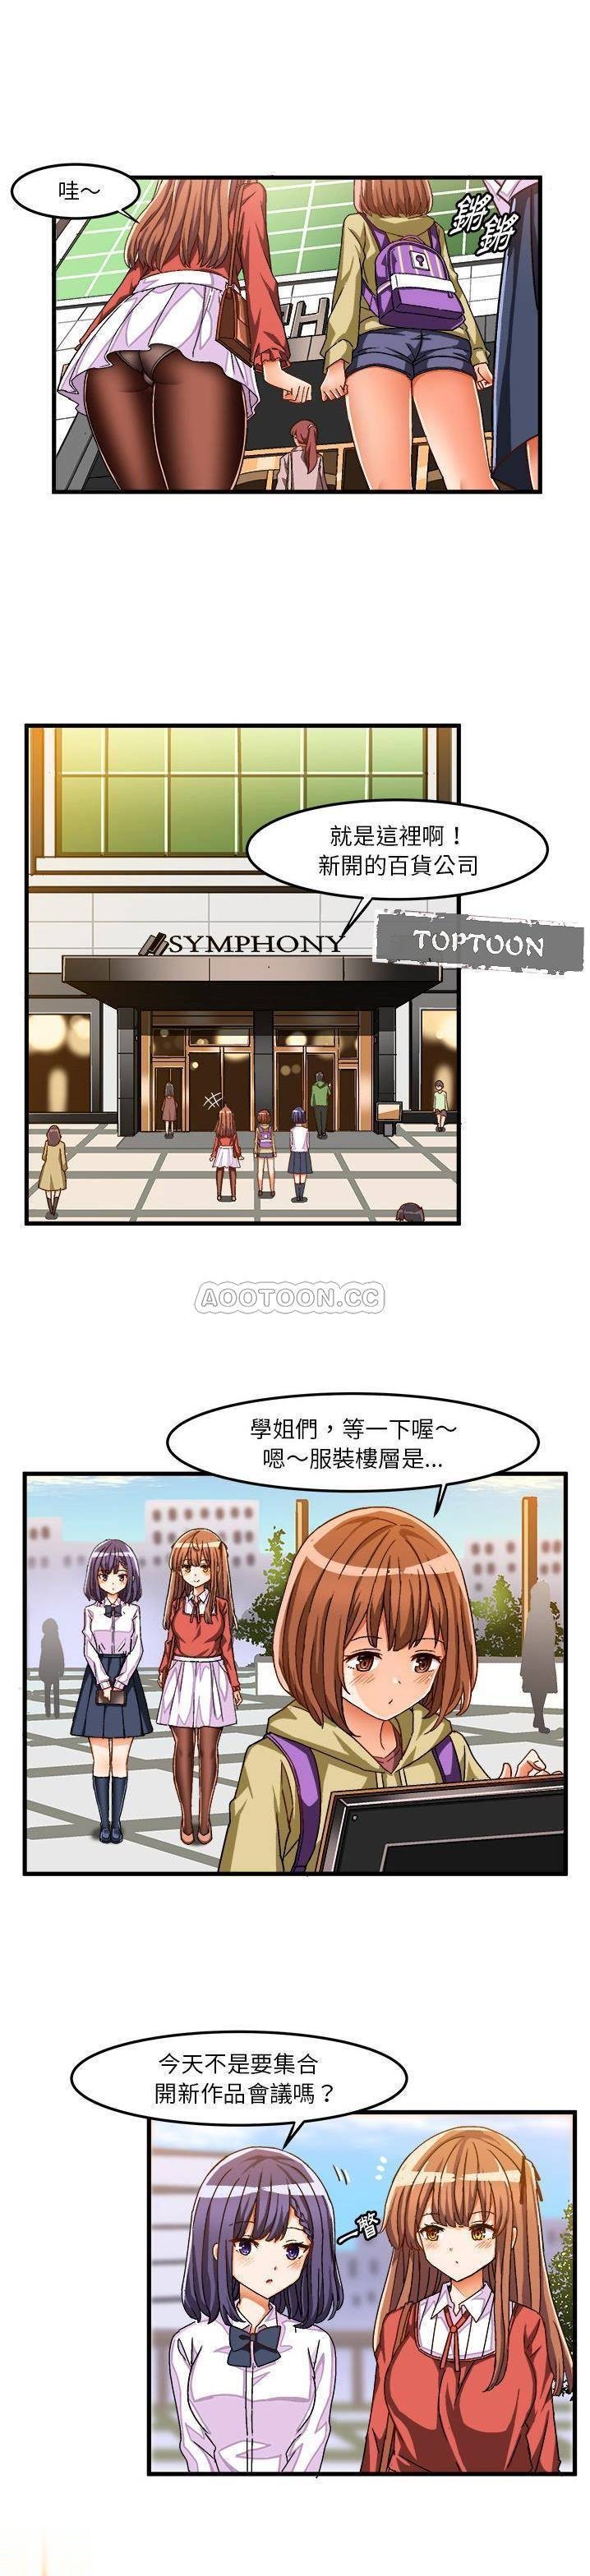 哇～
鏘鏘
PH
就是這裡啊！
新開的百貨公司
SYMPHONY
TOPTOON
AOOTOON.CC
學姐們，等一下喔～
嗯～服裝樓層是...
今天不是要集合
開新作品會議嗎？
一瞥